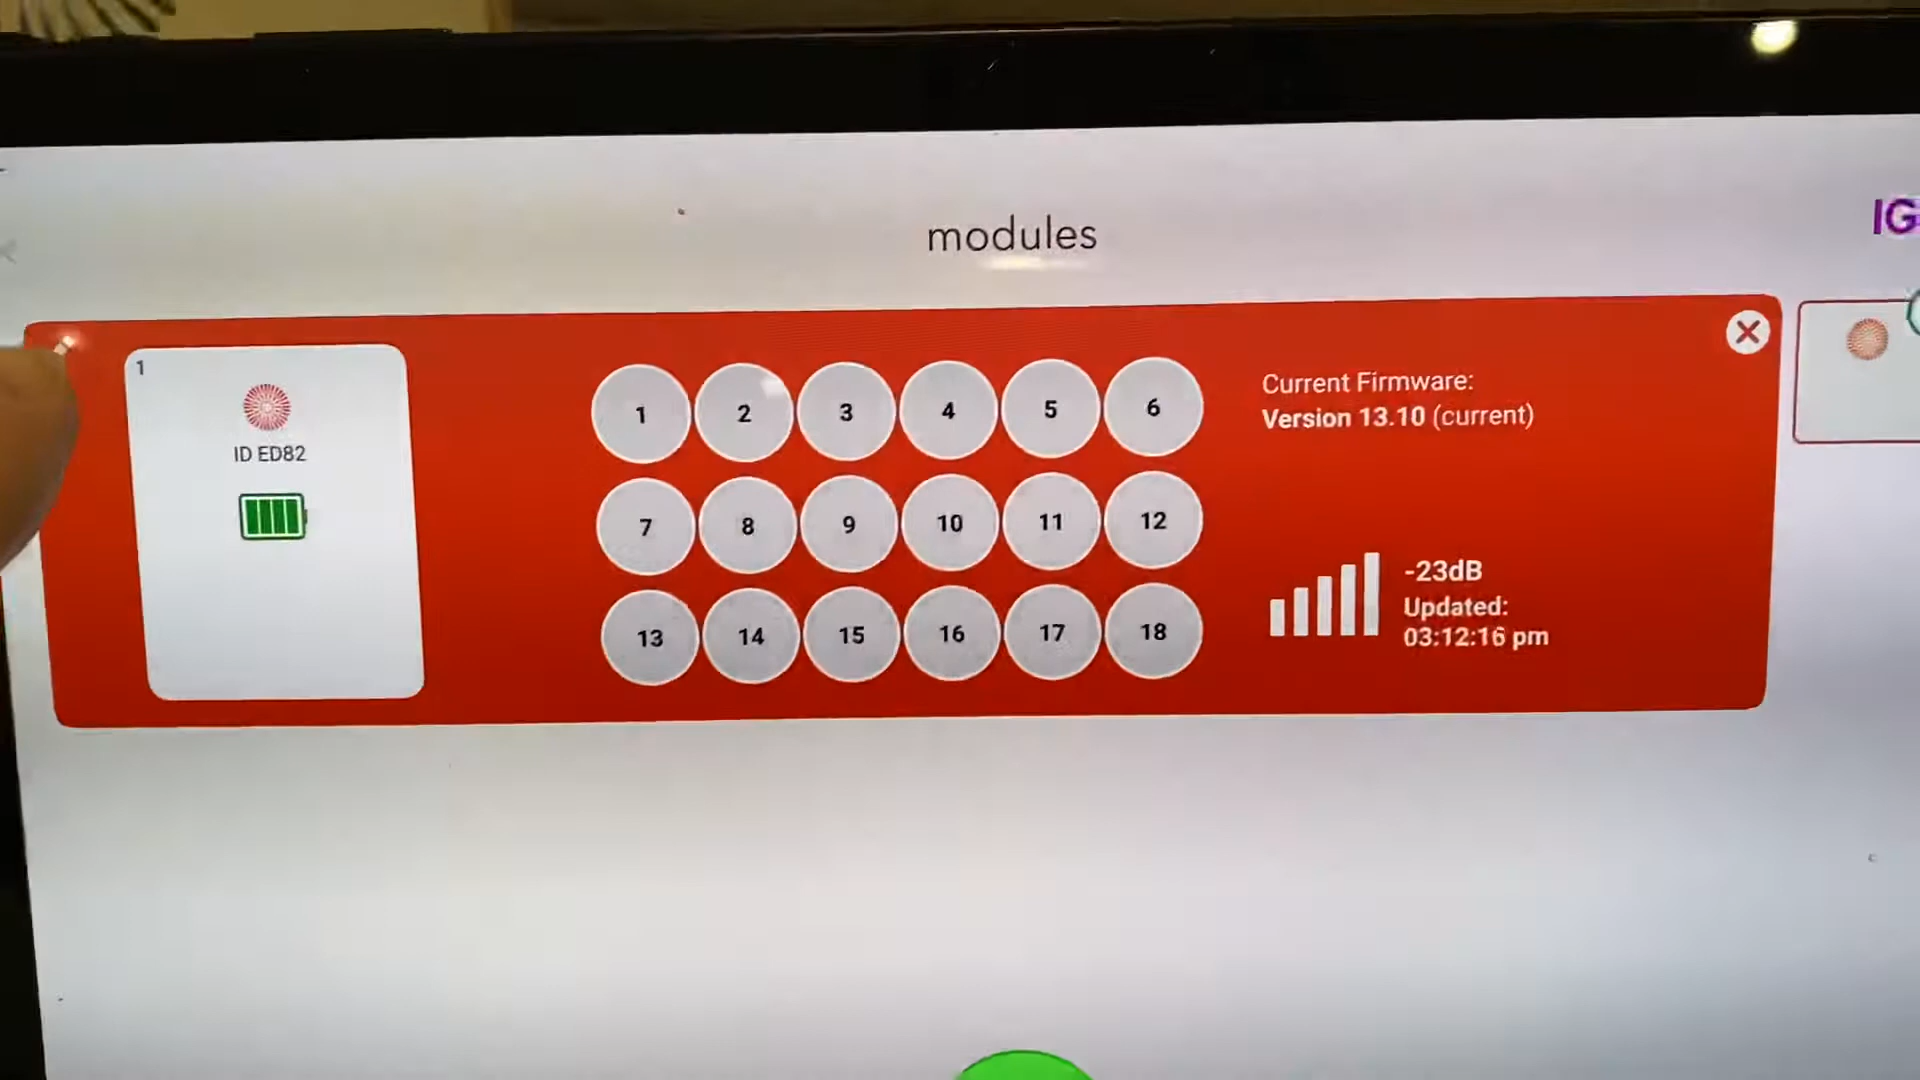 modules
IG
1
ID ED82
1 2 3 4 5 6
7 8 9 10 11 12
13 14 15 16 17 18
Current Firmware:
Version 13.10 (current)
-23dB
Updated:
03:12:16 pm